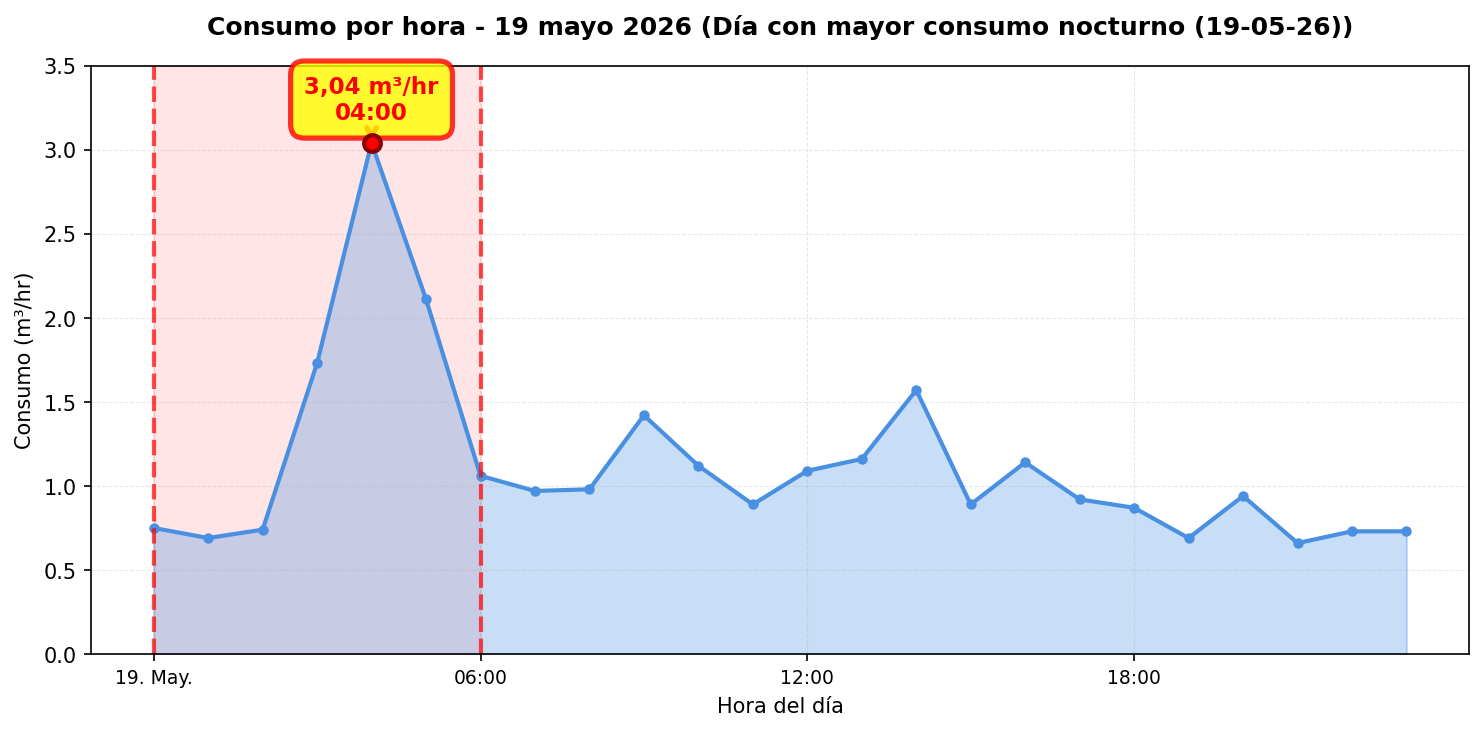 Consumo por hora - 19 mayo 2026 (Día con mayor consumo nocturno (19-05-26))
3,04 m³/hr
04:00
Consumo (m³/hr)
3.5
3.0
2.5
2.0
1.5
1.0
0.5
0.0
19. May.
06:00
12:00
18:00
Hora del día